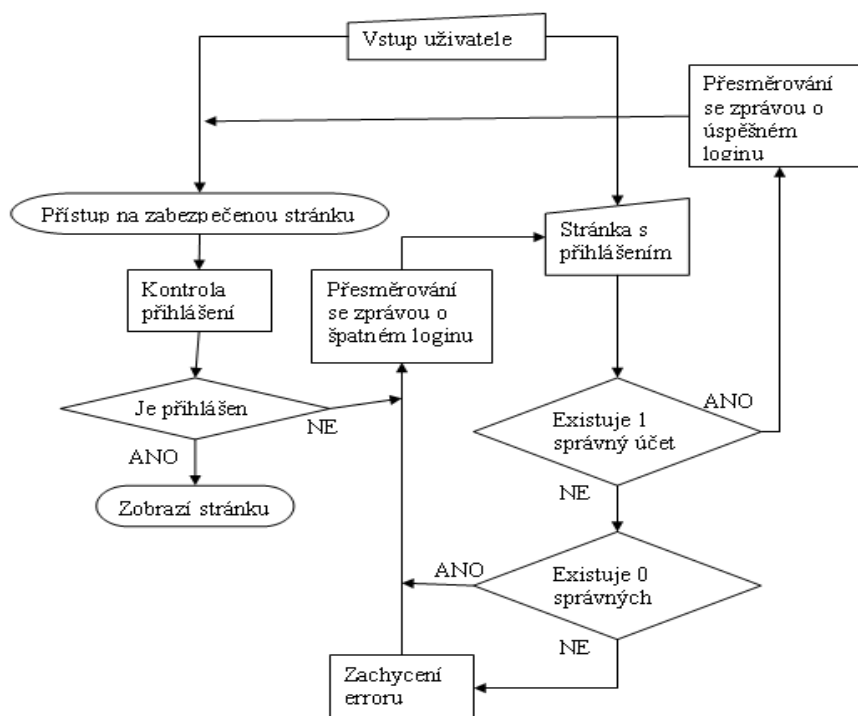 Vstup uživatele
Přesměrování
se zprávou o
úspěšném
loginu
Přístup na zabezpečenou stránku
Stránka s
přihlášením
Kontrola
přihlášení
Přesměrování
se zprávou o
špatném loginu
Je přihlášen
NE
ANO
Existuje 1
správný účet
ANO
NE
Zobrazí stránku
Existuje 0
správných
ANO
NE
Zachycení
erroru